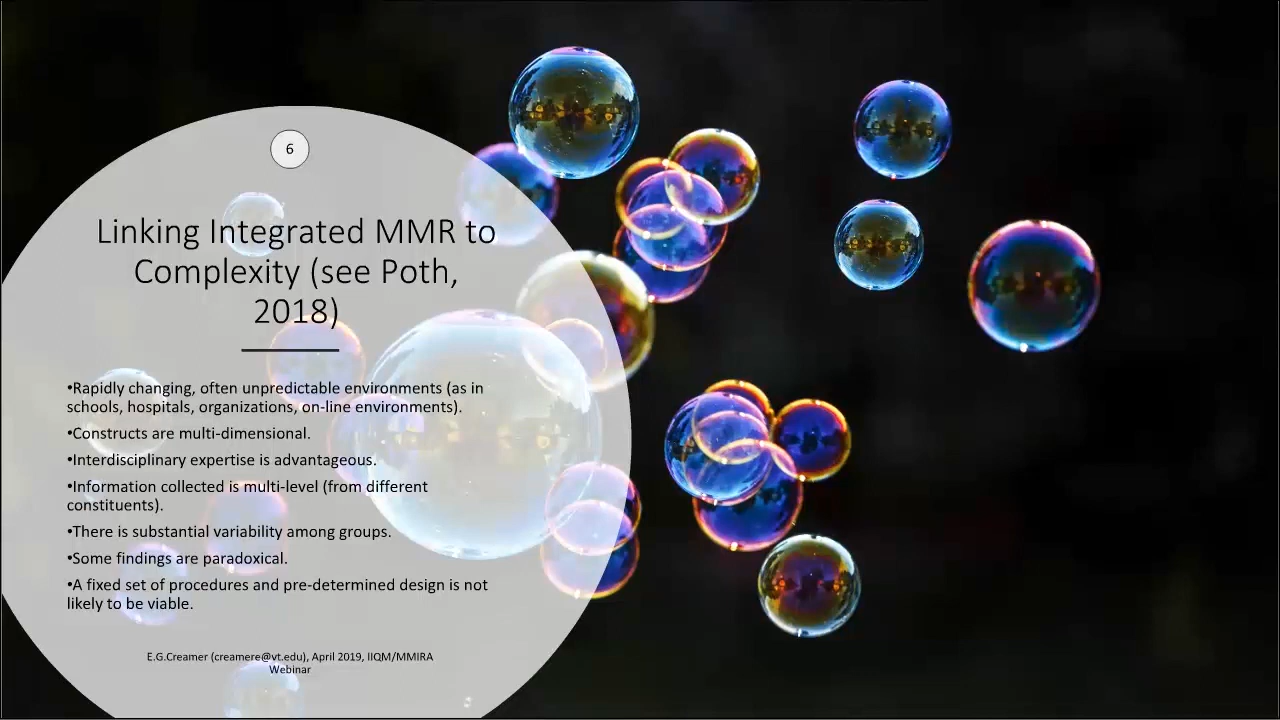 6
Linking Integrated MMR to
Complexity (see Poth,
2018)
•Rapidly changing, often unpredictable environments (as in
schools, hospitals, organizations, on-line environments).
•Constructs are multi-dimensional.
•Interdisciplinary expertise is advantageous.
•Information collected is multi-level (from different
constituents).
•There is substantial variability among groups.
•Some findings are paradoxical.
•A fixed set of procedures and pre-determined design is not
likely to be viable.
E.G.Creamer (creamere@vt.edu), April 2019, IIQM/MMIRA
Webinar